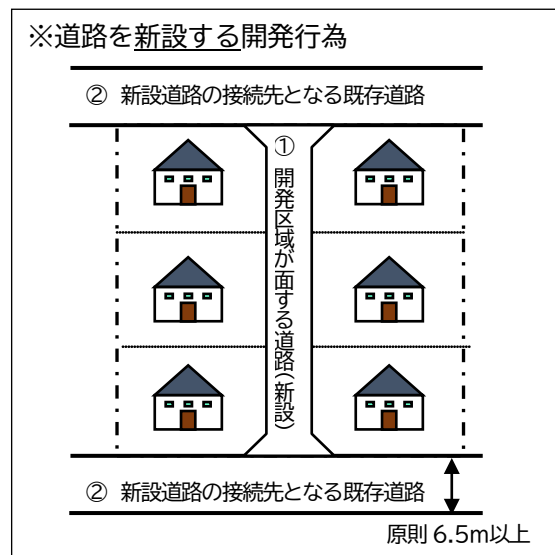 ※道路を新設する開発行為
② 新設道路の接続先となる既存道路
① 開発区域が面する道路(新設)
② 新設道路の接続先となる既存道路
原則 6.5m以上